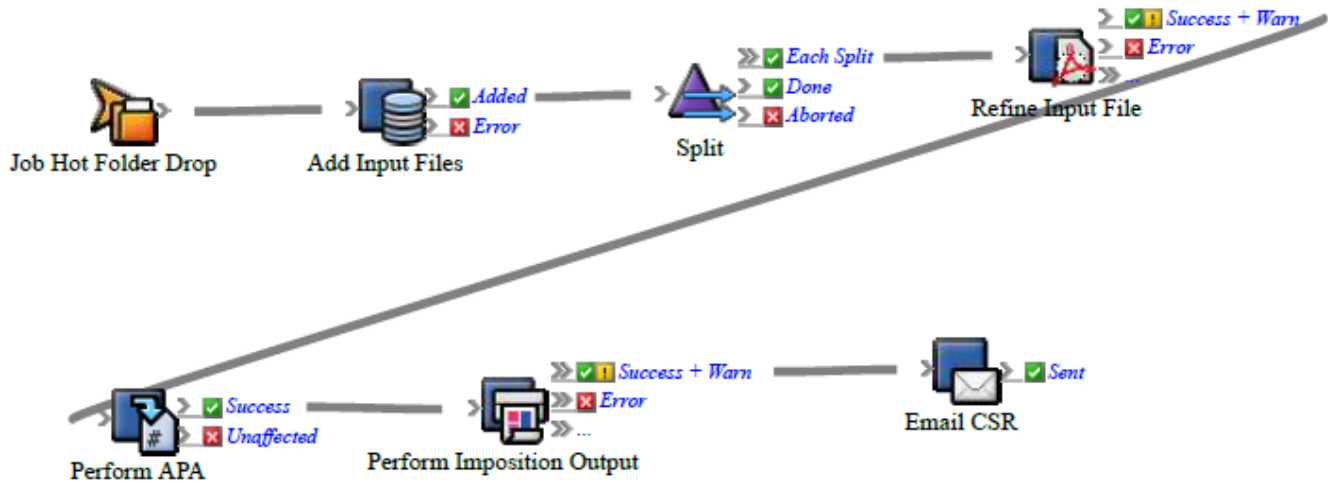 Success + Warn
Error
...
Refine Input File
Each Split
Done
Aborted
Split
Added
Error
Add Input Files
Job Hot Folder Drop
Success
Unaffected
#
Perform APA
Success + Warn
Error
...
Perform Imposition Output
Sent
Email CSR